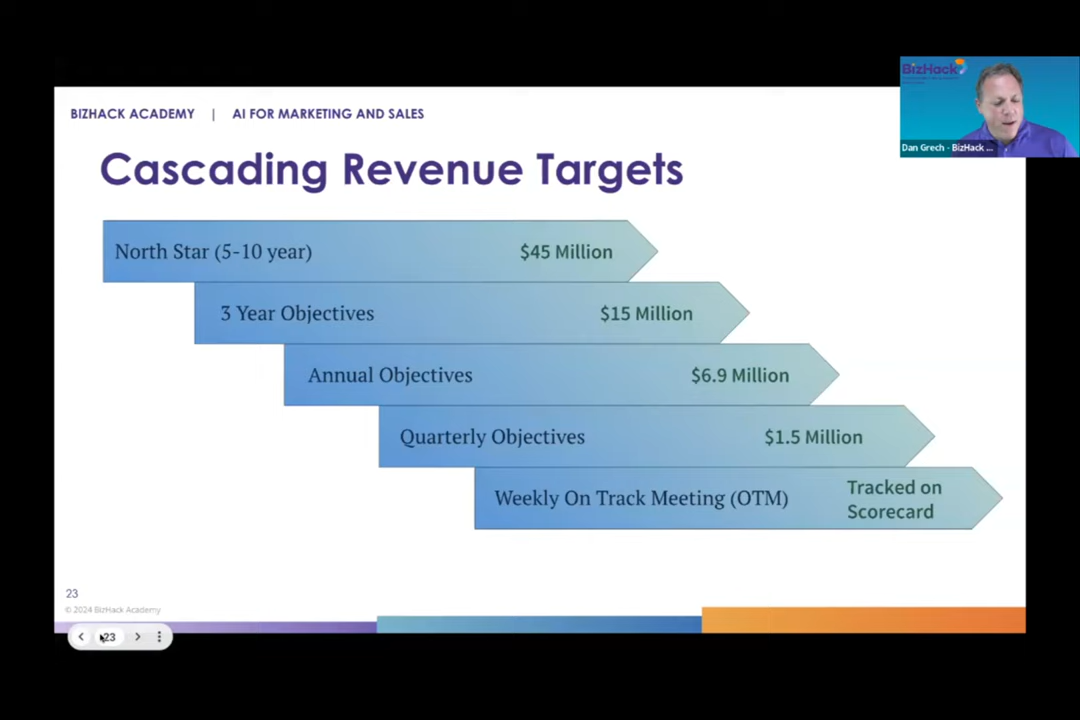 BIZHACK ACADEMY | AI FOR MARKETING AND SALES
BizHack
Dan Grech - BizHack ...
Cascading Revenue Targets
North Star (5-10 year) $45 Million
3 Year Objectives $15 Million
Annual Objectives $6.9 Million
Quarterly Objectives $1.5 Million
Weekly On Track Meeting (OTM) Tracked on
Scorecard
23
© 2024 BizHack Academy
23